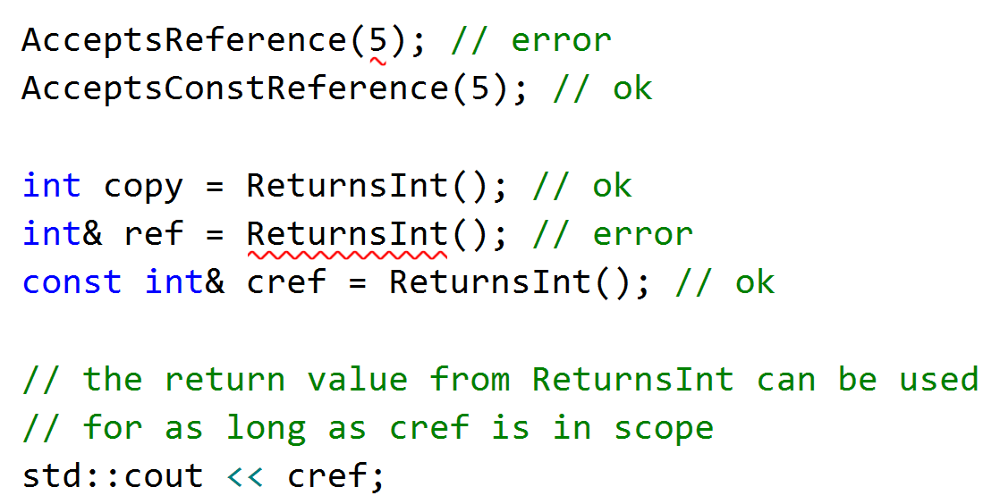 AcceptsReference(5); // error
AcceptsConstReference(5); // ok
int copy = ReturnsInt(); // ok
int& ref = ReturnsInt(); // error
const int& cref = ReturnsInt(); // ok
// the return value from ReturnsInt can be used
// for as long as cref is in scope
std::cout << cref;